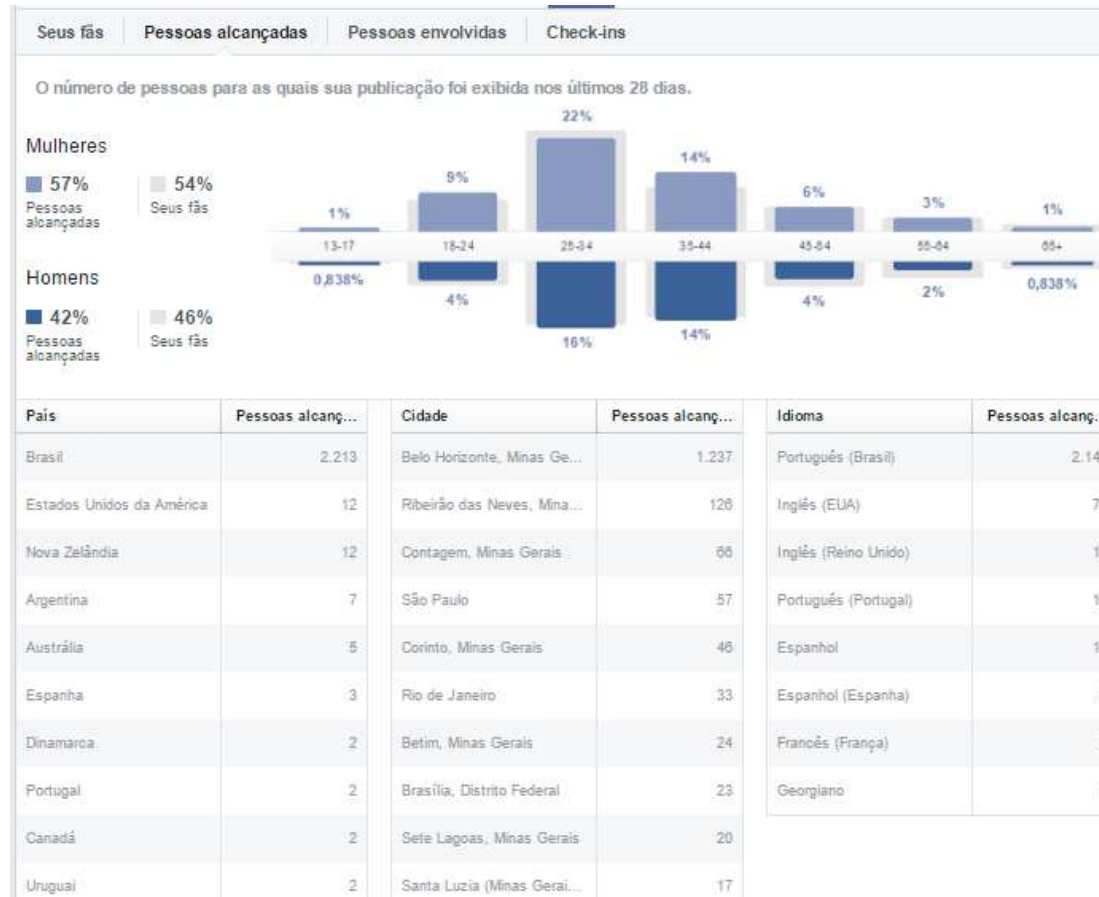 Seus fãs Pessoas alcançadas Pessoas envolvidas Check-ins
O número de pessoas para as quais sua publicação foi exibida nos últimos 28 dias.
Mulheres
57% 54%
Pessoas alcançadas Seus fãs
Homens
42% 46%
Pessoas alcançadas Seus fãs
1% 9% 22% 14% 6% 3% 1%
13-17 18-24 25-34 35-44 45-54 55-64 65+
0,838% 4% 16% 14% 4% 2% 0,838%
País Pessoas alcanç...
Brasil 2.213
Estados Unidos da América 12
Nova Zelândia 12
Argentina 7
Austrália 5
Espanha 3
Dinamarca 2
Portugal 2
Canadá 2
Uruguai 2
Cidade Pessoas alcanç...
Belo Horizonte, Minas Ge... 1.237
Ribeirão das Neves, Mina... 126
Contagem, Minas Gerais 66
São Paulo 57
Corinto, Minas Gerais 46
Rio de Janeiro 33
Betim, Minas Gerais 24
Brasília, Distrito Federal 23
Sete Lagoas, Minas Gerais 20
Santa Luzia (Minas Gerai... 17
Idioma Pessoas alcanç.
Português (Brasil) 2.14
Inglês (EUA) 7
Inglês (Reino Unido) 1
Português (Portugal) 1
Espanhol 1
Espanhol (Espanha)
Francês (França)
Georgiano